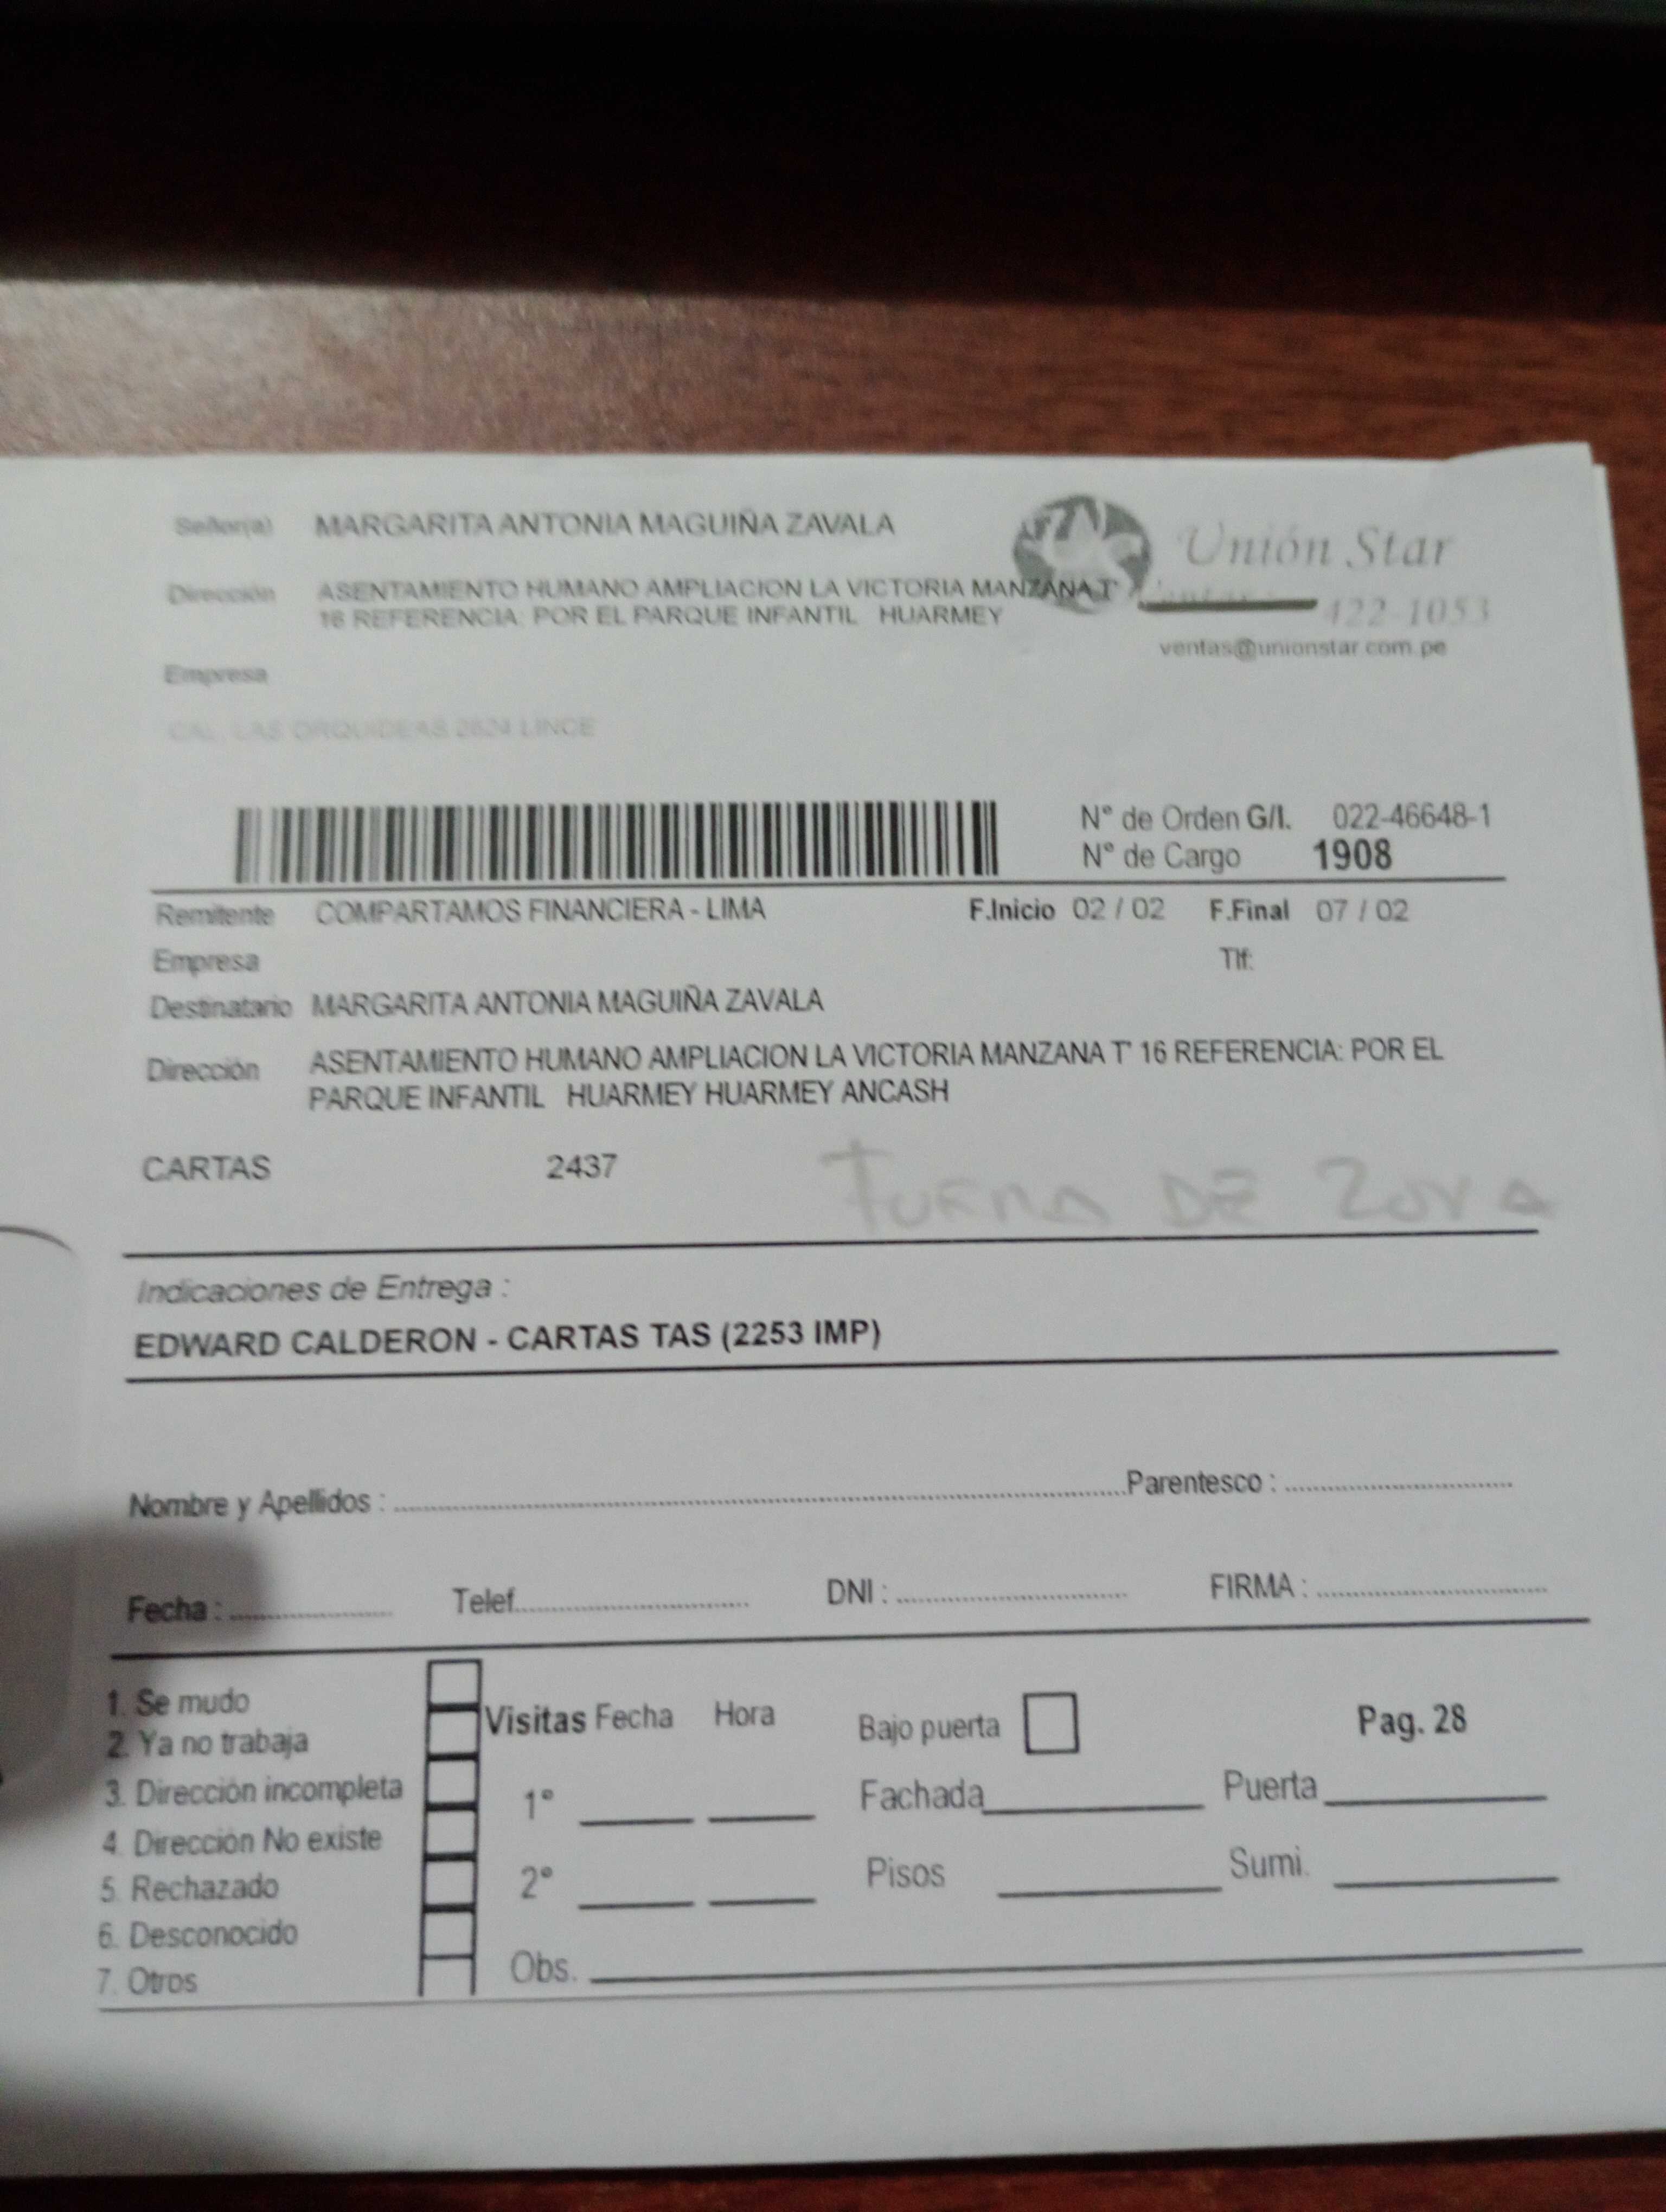 Señor(a) MARGARITA ANTONIA MAGUIÑA ZAVALA
Unión Star
Dirección ASENTAMIENTO HUMANO AMPLIACION LA VICTORIA MANZANA T'
16 REFERENCIA: POR EL PARQUE INFANTIL HUARMEY
422-1053
ventas@unionstar.com.pe
Empresa
CAL. LAS ORQUIDEAS 2624 LINCE
N° de Orden G/I. 022-46648-1
N° de Cargo 1908
Remitente COMPARTAMOS FINANCIERA - LIMA F.Inicio 02 / 02 F.Final 07 / 02
Empresa Tlf:
Destinatario MARGARITA ANTONIA MAGUIÑA ZAVALA
Dirección ASENTAMIENTO HUMANO AMPLIACION LA VICTORIA MANZANA T' 16 REFERENCIA: POR EL
PARQUE INFANTIL HUARMEY HUARMEY ANCASH
CARTAS 2437 FUERA DE ZONA
Indicaciones de Entrega :
EDWARD CALDERON - CARTAS TAS (2253 IMP)
Nombre y Apellidos : Parentesco :
Fecha : Telef. DNI : FIRMA :
1. Se mudo
2. Ya no trabaja
3. Dirección incompleta
4. Dirección No existe
5. Rechazado
6. Desconocido
7. Otros
Visitas Fecha Hora
1°
2°
Obs.
Bajo puerta Pag. 28
Fachada Puerta
Pisos Sumi.